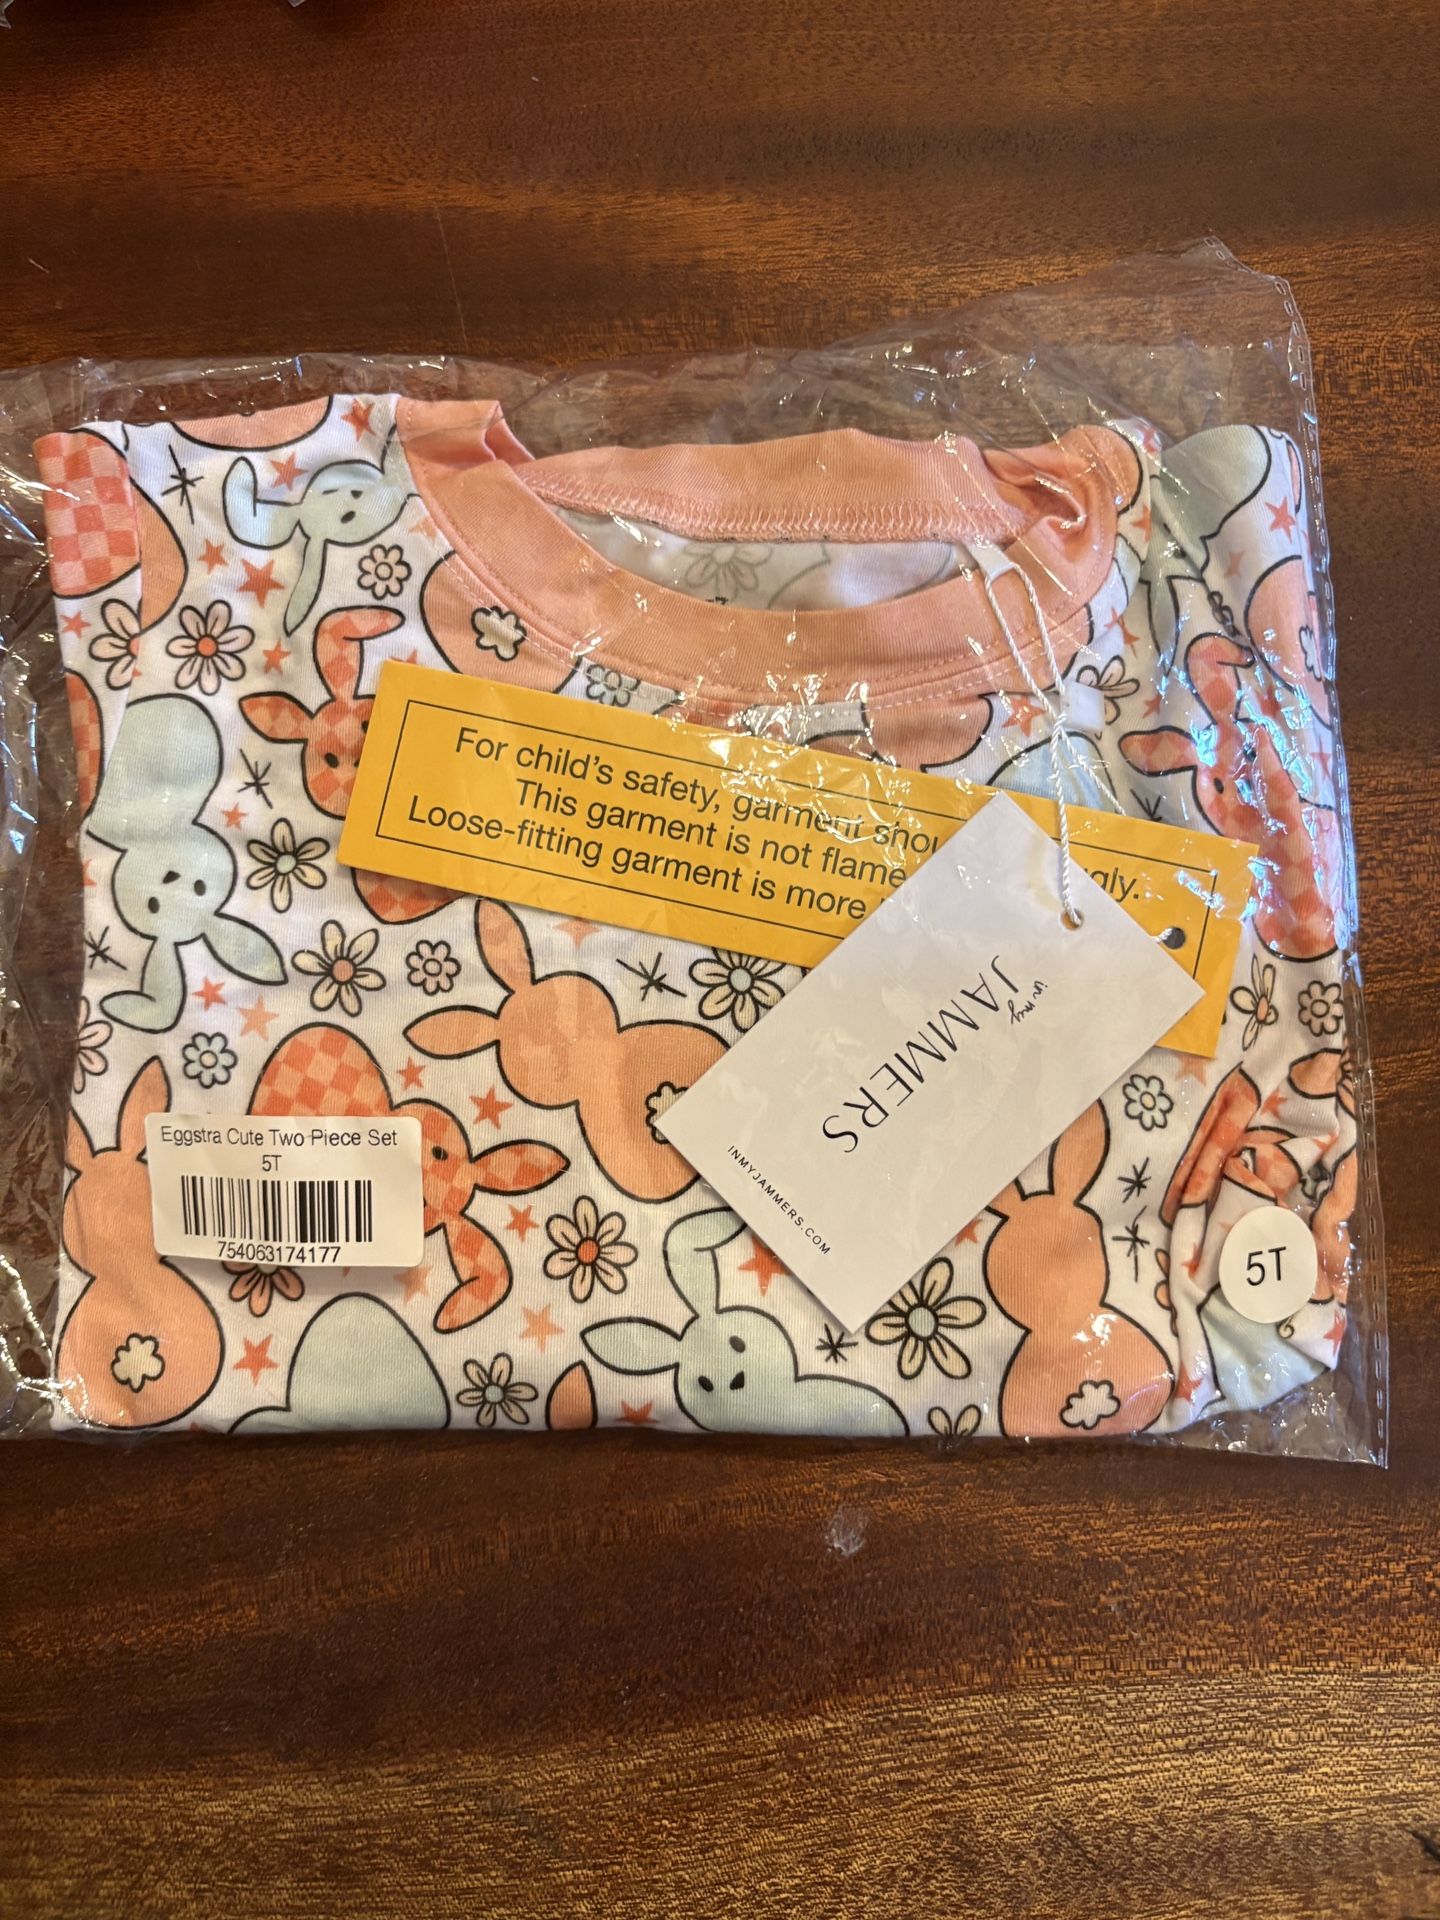 For child's safety, garment gly.
This garment is not flame
Loose-fitting garment is more
in my
JAMMERS
INMYJAMMERS.COM
Eggstra Cute Two Piece Set
5T
754063174177
5T